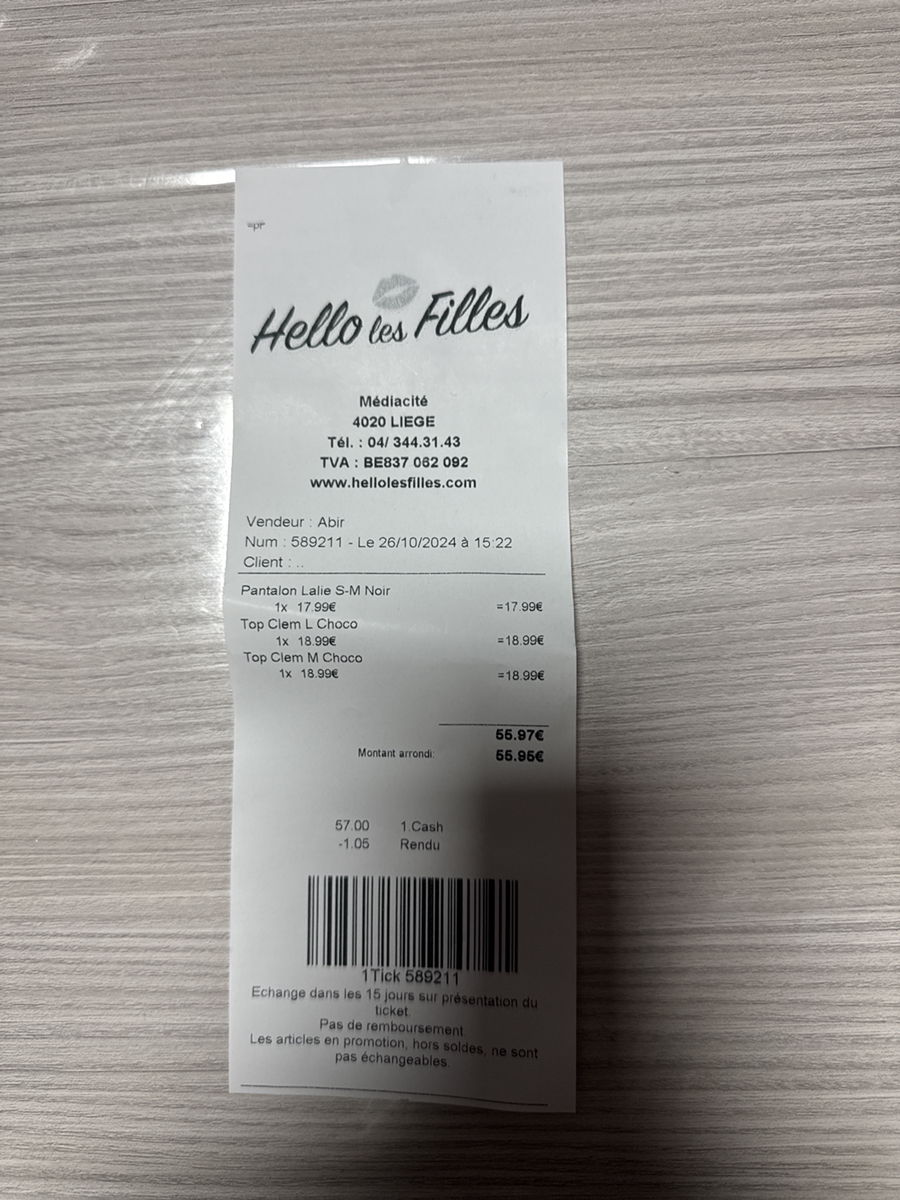 =pr
Hello les Filles
Médiacité
4020 LIEGE
Tél. : 04/ 344.31.43
TVA : BE837 062 092
www.hellolesfilles.com
Vendeur : Abir
Num : 589211 - Le 26/10/2024 à 15:22
Client : ..
Pantalon Lalie S-M Noir
1x 17.99€ =17.99€
Top Clem L Choco
1x 18.99€ =18.99€
Top Clem M Choco
1x 18.99€ =18.99€
55.97€
Montant arrondi: 55.95€
57.00 1.Cash
-1.05 Rendu
1Tick 589211
Echange dans les 15 jours sur présentation du
ticket.
Pas de remboursement.
Les articles en promotion, hors soldes, ne sont
pas échangeables.